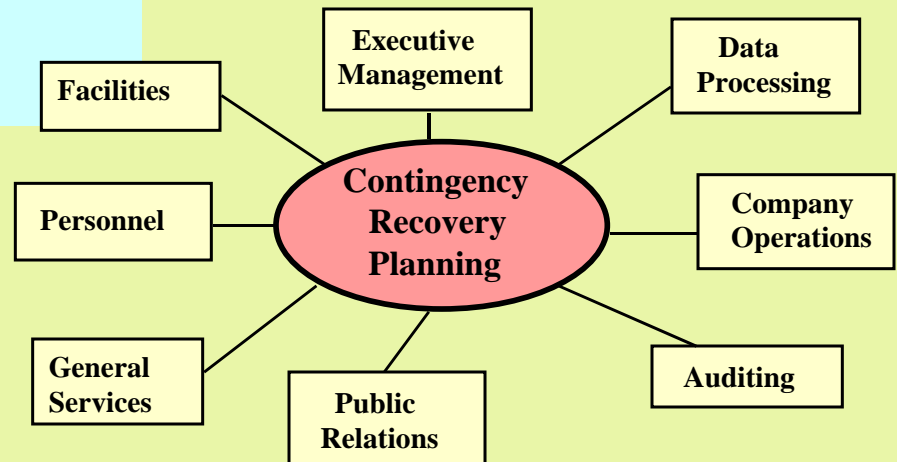 Executive
Management
Data
Processing
Facilities
Contingency
Recovery
Planning
Personnel
Company
Operations
General
Services
Public
Relations
Auditing